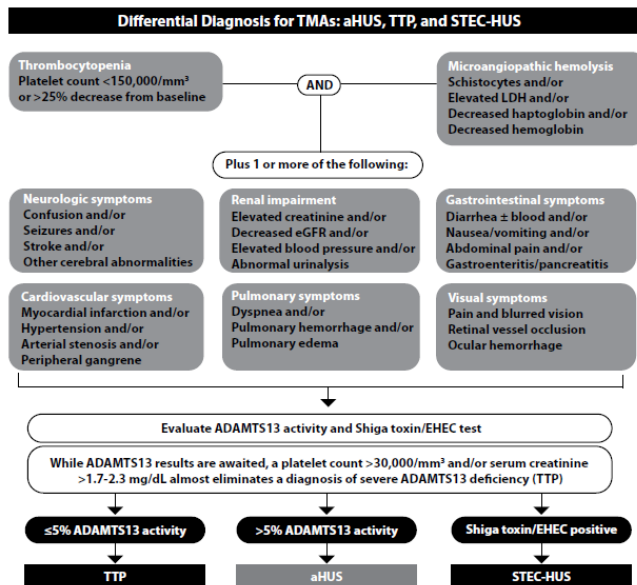 Differential Diagnosis for TMAs: aHUS, TTP, and STEC-HUS
Thrombocytopenia
Platelet count <150,000/mm³
or >25% decrease from baseline
AND
Microangiopathic hemolysis
Schistocytes and/or
Elevated LDH and/or
Decreased haptoglobin and/or
Decreased hemoglobin
Plus 1 or more of the following:
Neurologic symptoms
Confusion and/or
Seizures and/or
Stroke and/or
Other cerebral abnormalities
Renal impairment
Elevated creatinine and/or
Decreased eGFR and/or
Elevated blood pressure and/or
Abnormal urinalysis
Gastrointestinal symptoms
Diarrhea ± blood and/or
Nausea/vomiting and/or
Abdominal pain and/or
Gastroenteritis/pancreatitis
Cardiovascular symptoms
Myocardial infarction and/or
Hypertension and/or
Arterial stenosis and/or
Peripheral gangrene
Pulmonary symptoms
Dyspnea and/or
Pulmonary hemorrhage and/or
Pulmonary edema
Visual symptoms
Pain and blurred vision
Retinal vessel occlusion
Ocular hemorrhage
Evaluate ADAMTS13 activity and Shiga toxin/EHEC test
While ADAMTS13 results are awaited, a platelet count >30,000/mm³ and/or serum creatinine
>1.7-2.3 mg/dL almost eliminates a diagnosis of severe ADAMTS13 deficiency (TTP)
≤5% ADAMTS13 activity
>5% ADAMTS13 activity
Shiga toxin/EHEC positive
TTP
aHUS
STEC-HUS